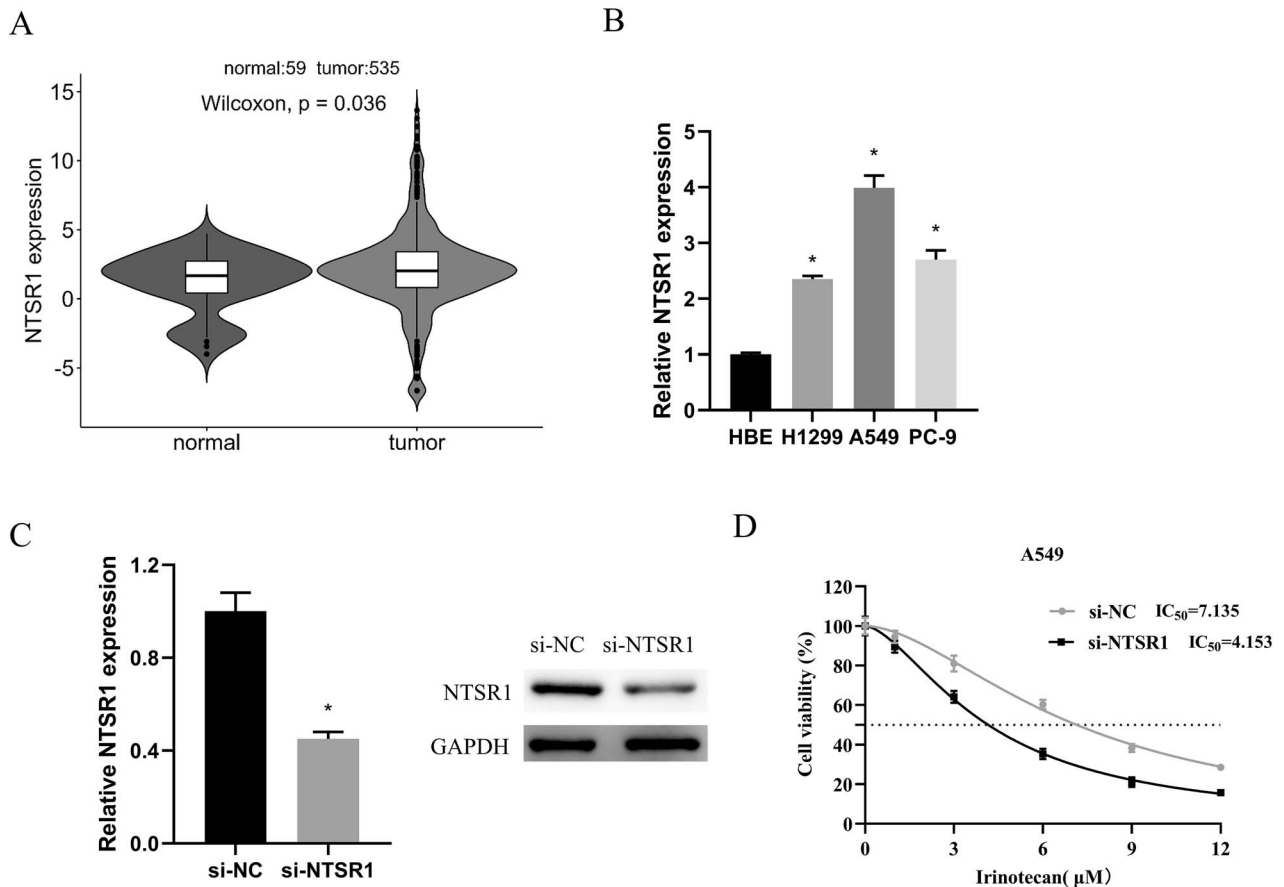 A
normal:59 tumor:535
Wilcoxon, p = 0.036
NTSR1 expression
15
10
5
0
-5
normal tumor
B
Relative NTSR1 expression
5
4
3
2
1
0
*
*
*
HBE H1299 A549 PC-9
C
Relative NTSR1 expression
1.2
0.8
0.4
0.0
*
si-NC si-NTSR1
si-NC si-NTSR1
NTSR1
GAPDH
D
A549
si-NC IC50=7.135
si-NTSR1 IC50=4.153
Cell viability (%)
120
100
80
60
40
20
0
0 3 6 9 12
Irinotecan( μM)